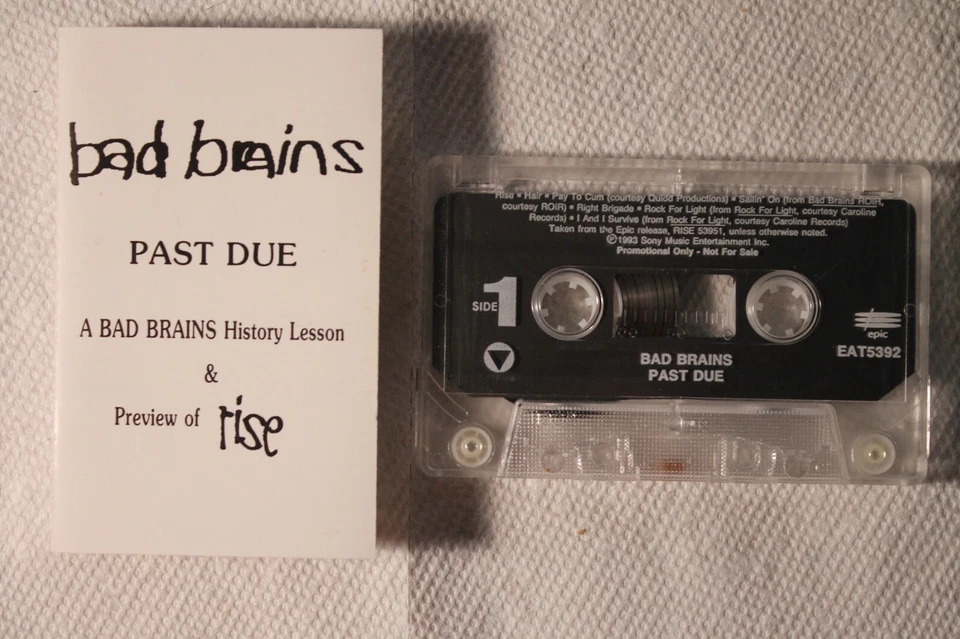 bad brains
PAST DUE
A BAD BRAINS History Lesson
&
Preview of rise
Rise • Hair • Pay To Cum (courtesy Quidd Productions) • Sailin' On (from Bad Brains ROIR,
courtesy ROIR) • Right Brigade • Rock For Light (from Rock For Light, courtesy Caroline
Records) • I And I Survive (from Rock For Light, courtesy Caroline Records)
Taken from the Epic release, RISE 53951, unless otherwise noted.
℗1993 Sony Music Entertainment Inc.
Promotional Only - Not For Sale
SIDE 1
epic
EAT5392
BAD BRAINS
PAST DUE